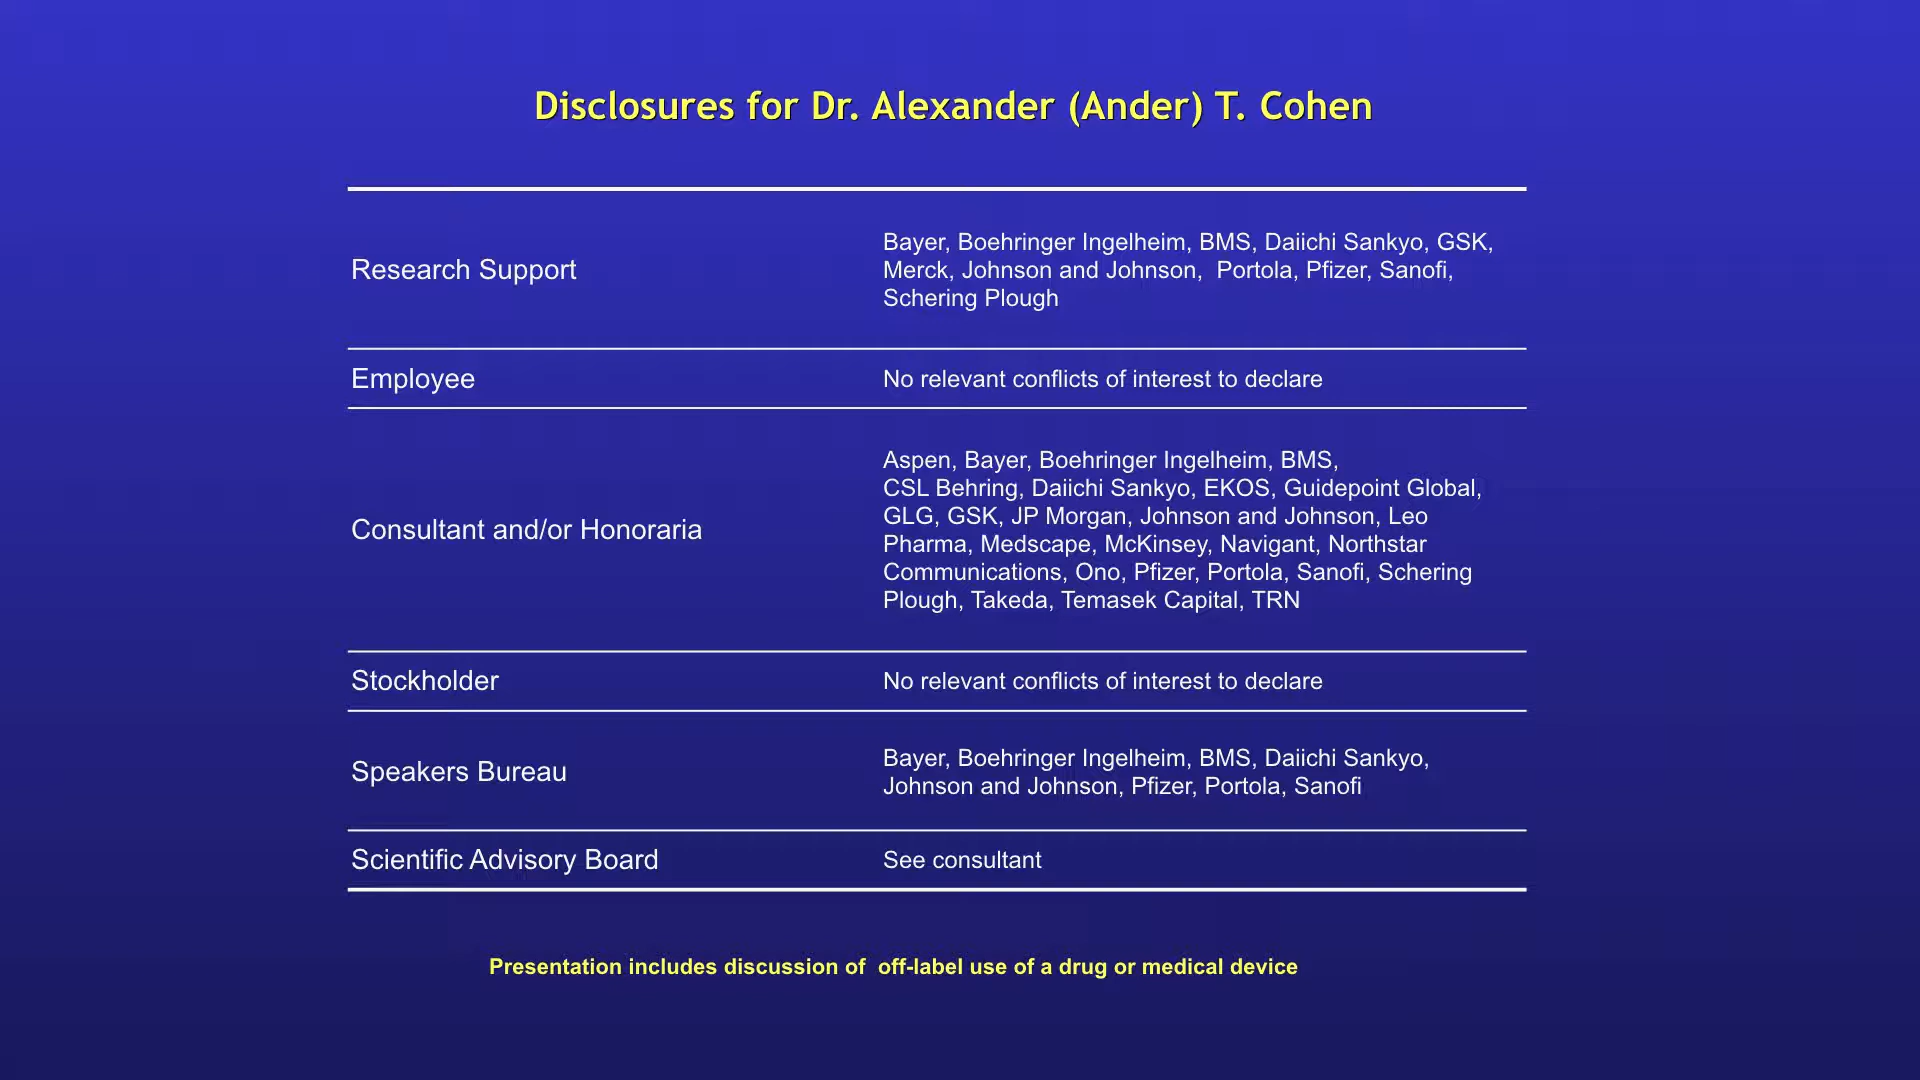 Disclosures for Dr. Alexander (Ander) T. Cohen
Research Support
Bayer, Boehringer Ingelheim, BMS, Daiichi Sankyo, GSK,
Merck, Johnson and Johnson,  Portola, Pfizer, Sanofi,
Schering Plough
Employee
No relevant conflicts of interest to declare
Consultant and/or Honoraria
Aspen, Bayer, Boehringer Ingelheim, BMS,
CSL Behring, Daiichi Sankyo, EKOS, Guidepoint Global,
GLG, GSK, JP Morgan, Johnson and Johnson, Leo
Pharma, Medscape, McKinsey, Navigant, Northstar
Communications, Ono, Pfizer, Portola, Sanofi, Schering
Plough, Takeda, Temasek Capital, TRN
Stockholder
No relevant conflicts of interest to declare
Speakers Bureau
Bayer, Boehringer Ingelheim, BMS, Daiichi Sankyo,
Johnson and Johnson, Pfizer, Portola, Sanofi
Scientific Advisory Board
See consultant
Presentation includes discussion of  off-label use of a drug or medical device